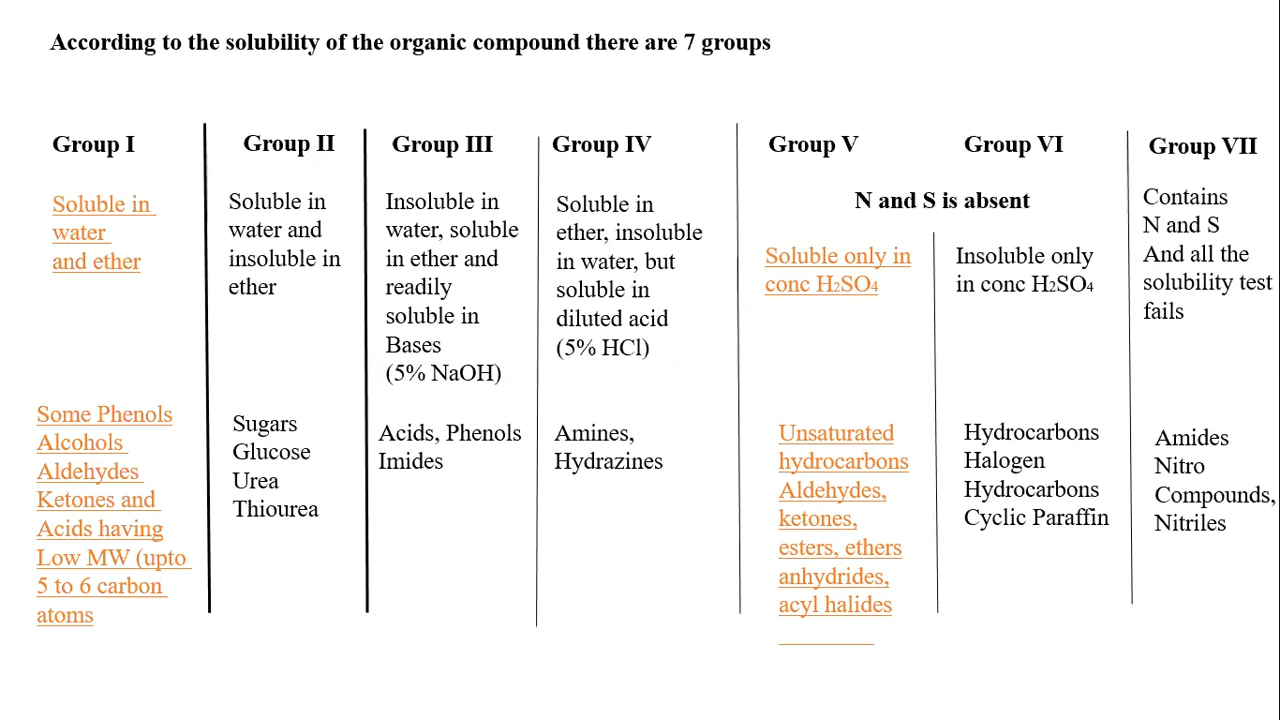 According to the solubility of the organic compound there are 7 groups
Group I
Soluble in
water
and ether
Some Phenols
Alcohols
Aldehydes
Ketones and
Acids having
Low MW (upto
5 to 6 carbon
atoms
Group II
Soluble in
water and
insoluble in
ether
Sugars
Glucose
Urea
Thiourea
Group III
Insoluble in
water, soluble
in ether and
readily
soluble in
Bases
(5% NaOH)
Acids, Phenols
Imides
Group IV
Soluble in
ether, insoluble
in water, but
soluble in
diluted acid
(5% HCl)
Amines,
Hydrazines
Group V
Group VI
N and S is absent
Soluble only in
conc H₂SO₄
Unsaturated
hydrocarbons
Aldehydes,
ketones,
esters, ethers
anhydrides,
acyl halides
Insoluble only
in conc H₂SO₄
Hydrocarbons
Halogen
Hydrocarbons
Cyclic Paraffin
Group VII
Contains
N and S
And all the
solubility test
fails
Amides
Nitro
Compounds,
Nitriles